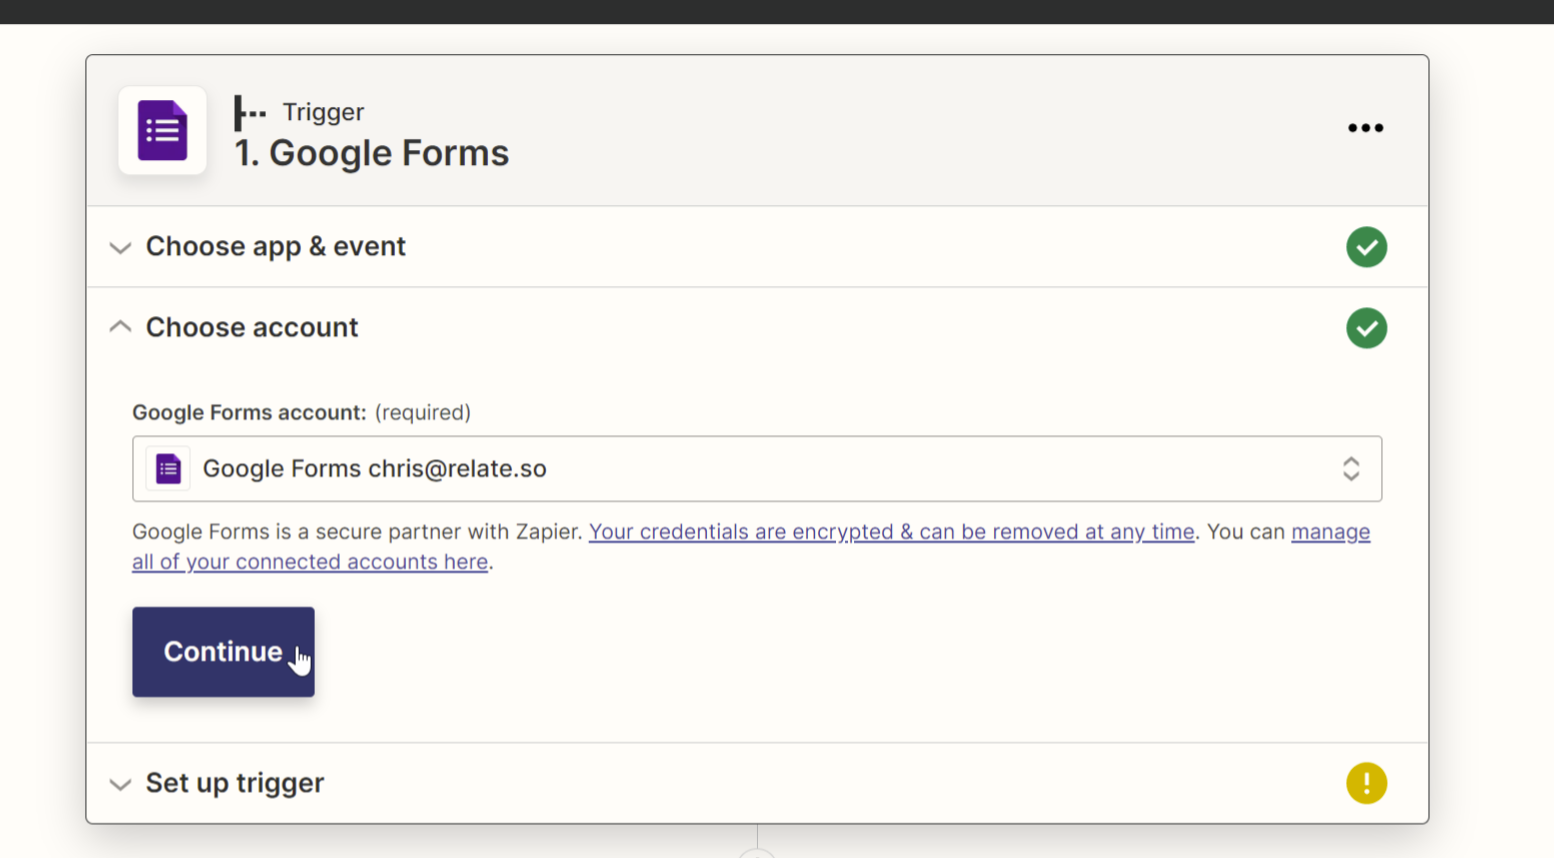 Trigger
1. Google Forms
Choose app & event
Choose account
Google Forms account: (required)
Google Forms chris@relate.so
Google Forms is a secure partner with Zapier. Your credentials are encrypted & can be removed at any time. You can manage
all of your connected accounts here.
Continue
Set up trigger